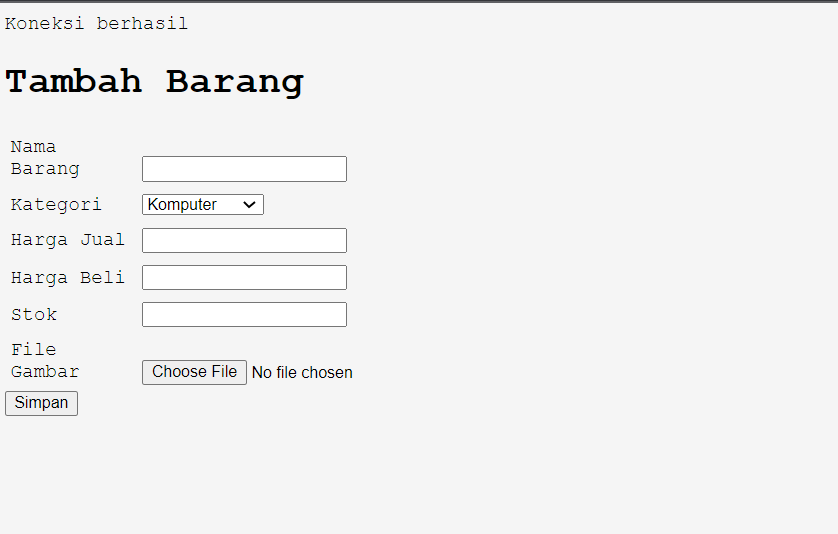 Koneksi berhasil
Tambah Barang
Nama
Barang
Kategori Komputer
Harga Jual
Harga Beli
Stok
File
Gambar Choose File No file chosen
Simpan